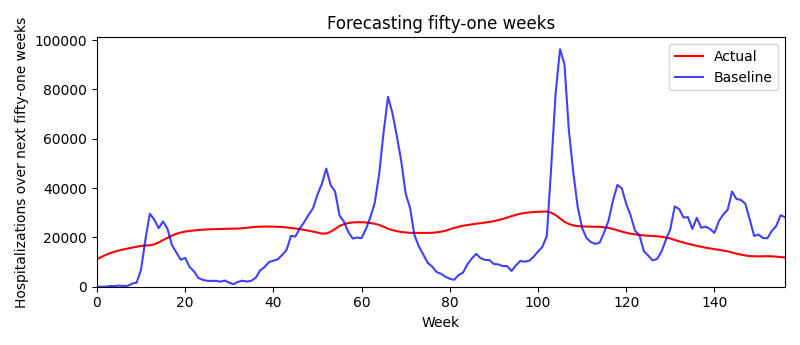 Forecasting fifty-one weeks
Hospitalizations over next fifty-one weeks
100000
80000
60000
40000
20000
0
Actual
Baseline
0 20 40 60 80 100 120 140
Week